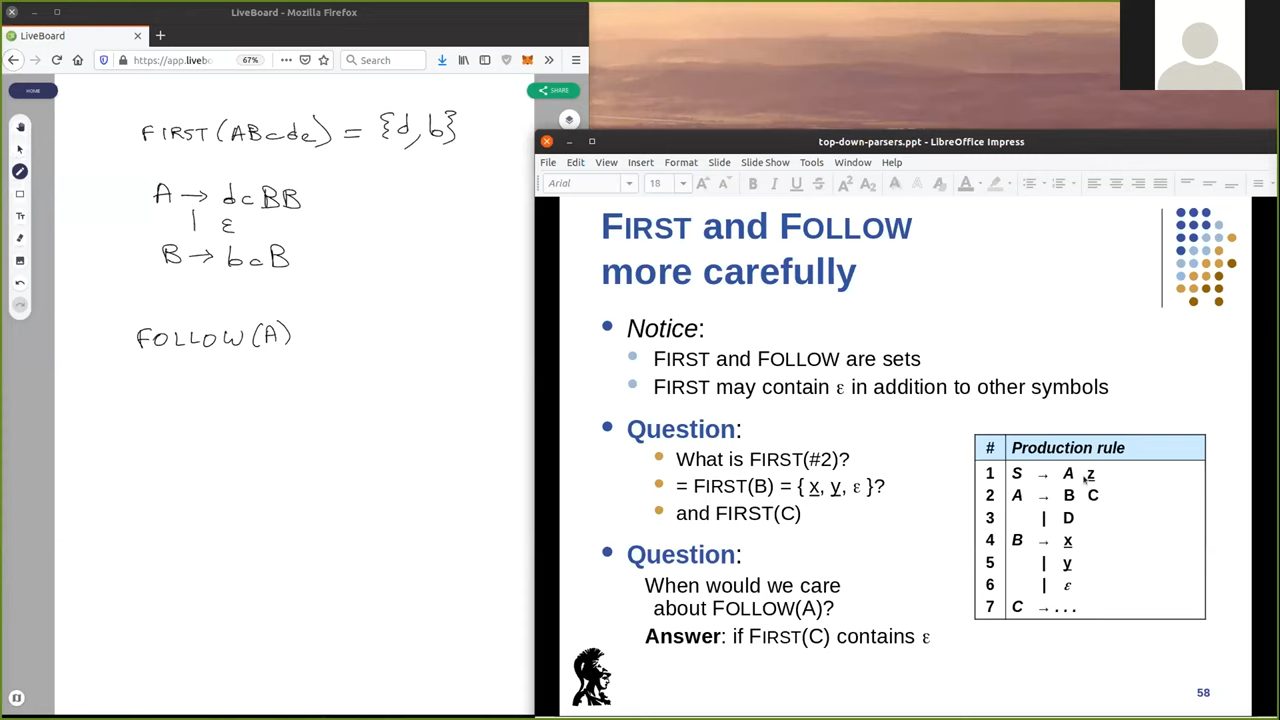 LiveBoard - Mozilla Firefox
LiveBoard
https://app.livebo
67%
Search
HOME
SHARE
FIRST(ABcde) = {d,b}
A → dcBB
| ε
B → bcB
FOLLOW(A)
top-down-parsers.ppt - LibreOffice Impress
File Edit View Insert Format Slide Slide Show Tools Window Help
Arial 18
FIRST and FOLLOW
more carefully
Notice:
FIRST and FOLLOW are sets
FIRST may contain ε in addition to other symbols
Question:
What is FIRST(#2)?
= FIRST(B) = { x, y, ε }?
and FIRST(C)
Question:
When would we care
about FOLLOW(A)?
Answer: if FIRST(C) contains ε
# Production rule
1 S → A z
2 A → B C
3 | D
4 B → x
5 | y
6 | ε
7 C → . . .
58